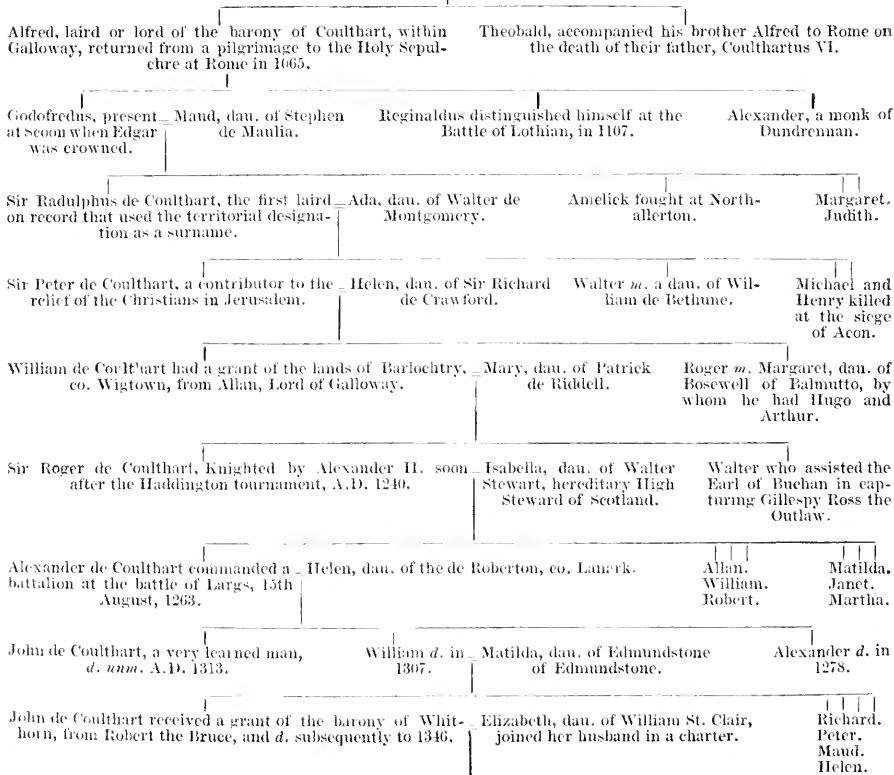 Alfred, laird or lord of the barony of Coulthart, within
Galloway, returned from a pilgrimage to the Holy Sepul-
chre at Rome in 1065.
Theobald, accompanied his brother Alfred to Rome on
the death of their father, Coulthartus VI.
Godofredus, present
at Scoon when Edgar
was crowned.
Maud, dau. of Stephen
de Maulia.
Reginaldus distinguished himself at the
Battle of Lothian, in 1107.
Alexander, a monk of
Dundrennan.
Sir Radulphus de Coulthart, the first laird
on record that used the territorial designa-
tion as a surname.
Ada, dau. of Walter de
Montgomery.
Amelick fought at North-
allerton.
Margaret.
Judith.
Sir Peter de Coulthart, a contributor to the
relief of the Christians in Jerusalem.
Helen, dau. of Sir Richard
de Crawford.
Walter m. a dau. of Wil-
liam de Bethune.
Michael and
Henry killed
at the siege
of Acon.
William de Coulthart had a grant of the lands of Barlochtry,
co. Wigtown, from Allan, Lord of Galloway.
Mary, dau. of Patrick
de Riddell.
Roger m. Margaret, dau. of
Bosewell of Balmutto, by
whom he had Hugo and
Arthur.
Sir Roger de Coulthart, Knighted by Alexander II. soon
after the Haddington tournament, A.D. 1240.
Isabella, dau. of Walter
Stewart, hereditary High
Steward of Scotland.
Walter who assisted the
Earl of Buchan in cap-
turing Gillespy Ross the
Outlaw.
Alexander de Coulthart commanded a
battalion at the battle of Largs, 15th
August, 1263.
Helen, dau. of the de Roberton, co. Lanark.
Allan.
William.
Robert.
Matilda.
Janet.
Martha.
John de Coulthart, a very learned man,
d. unm. A.D. 1313.
William d. in
1307.
Matilda, dau. of Edmundstone
of Edmundstone.
Alexander d. in
1278.
John de Coulthart received a grant of the barony of Whit-
horn, from Robert the Bruce, and d. subsequently to 1346.
Elizabeth, dau. of William St. Clair,
joined her husband in a charter.
Richard.
Peter.
Maud.
Helen.